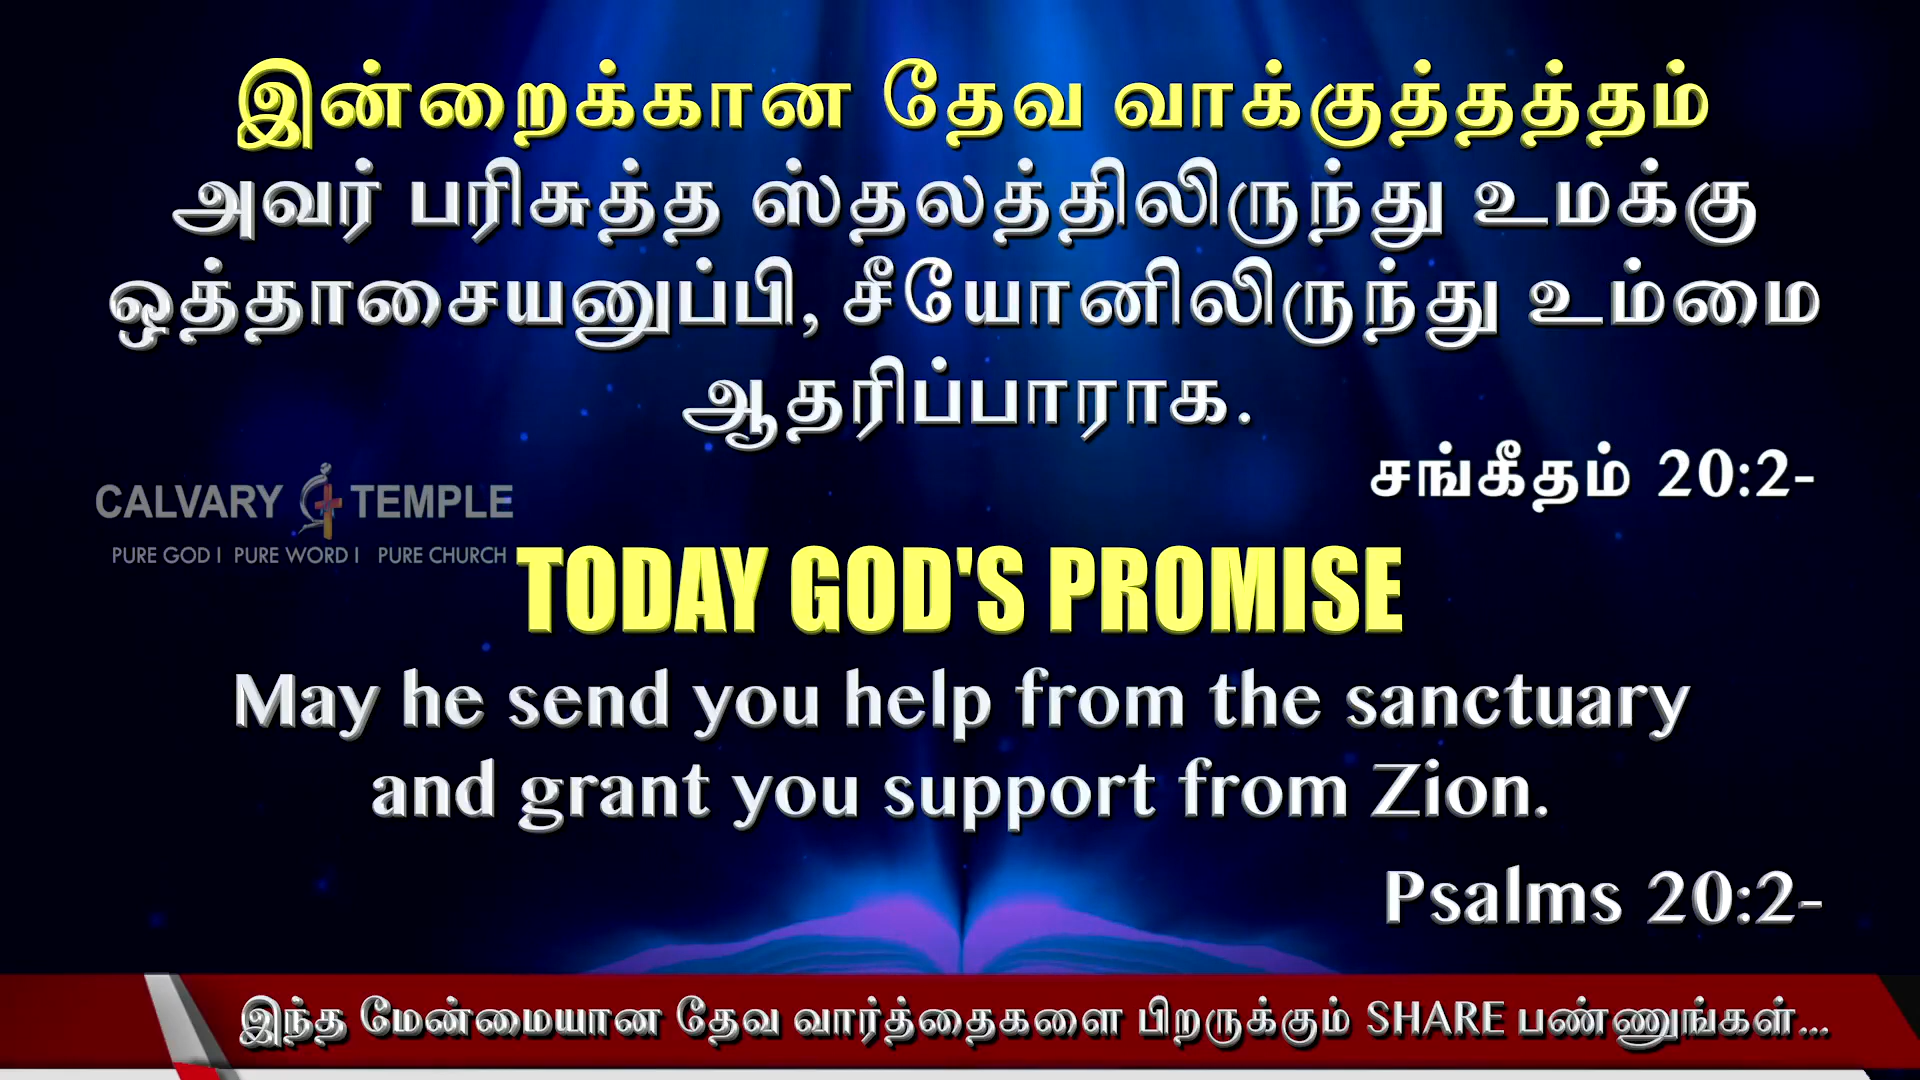 இன்றைக்கான தேவ வாக்குத்தத்தம்
அவர் பரிசுத்த ஸ்தலத்திலிருந்து உமக்கு
ஒத்தாசையனுப்பி, சீயோனிலிருந்து உம்மை
ஆதரிப்பாராக.
சங்கீதம் 20:2-
CALVARY TEMPLE
PURE GOD I PURE WORD I PURE CHURCH
TODAY GOD'S PROMISE
May he send you help from the sanctuary
and grant you support from Zion.
Psalms 20:2-
இந்த மேன்மையான தேவ வார்த்தைகளை பிறருக்கும் SHARE பண்ணுங்கள்...